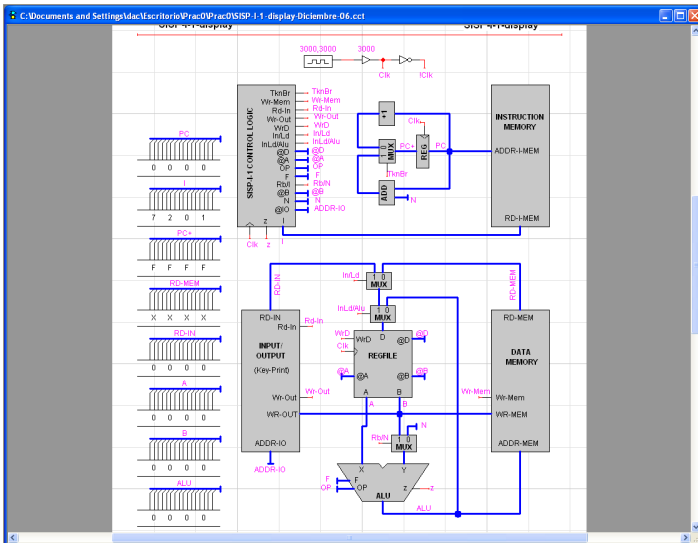 C:\Documents and Settings\dac\Escritorio\Prac0\Prac0\SISP-I-1-display-Diciembre-06.cct
3000,3000 3000
Clk !Clk
PC
0 0 0 0
I
7 2 0 1
PC+
F F F F
RD-MEM
X X X X
RD-IN
0 0 0 0
A
0 0 0 0
B
0 0 0 0
ALU
0 0 0 0
SISP-I-1 CONTROL LOGIC
TknBr TknBr
Wr-Mem Wr-Mem
Rd-In Rd-In
Wr-Out Wr-Out
WrD WrD
In/Ld In/Ld
InLd/Alu InLd/Alu
@D @D
@A @A
OP OP
F F
Rb/I Rb/N
@B @B
N N
@IO ADDR-IO
z I
Clk z I
+1
Clk
1 0
MUX
PC+
REG
PC
TknBr
ADD
N
INSTRUCTION
MEMORY
ADDR-I-MEM
RD-I-MEM
RD-IN
RD-MEM
In/Ld
1 0
MUX
InLd/Alu
1 0
MUX
RD-IN
Rd-In Rd-In
INPUT/
OUTPUT
(Key-Print)
Wr-Out Wr-Out
WR-OUT
ADDR-IO
ADDR-IO
D
WrD WrD
@D @D
Clk
REGFILE
@A @A
@B @B
A B
A B
Rb/N
1 0
MUX
N
X Y
F F
OP OP
z z
ALU
ALU
RD-MEM
DATA
MEMORY
Wr-Mem Wr-Mem
WR-MEM
ADDR-MEM